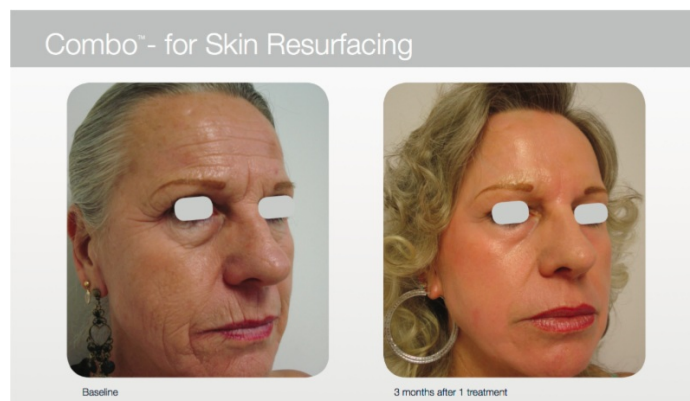 Combo™- for Skin Resurfacing
Baseline
3 months after 1 treatment